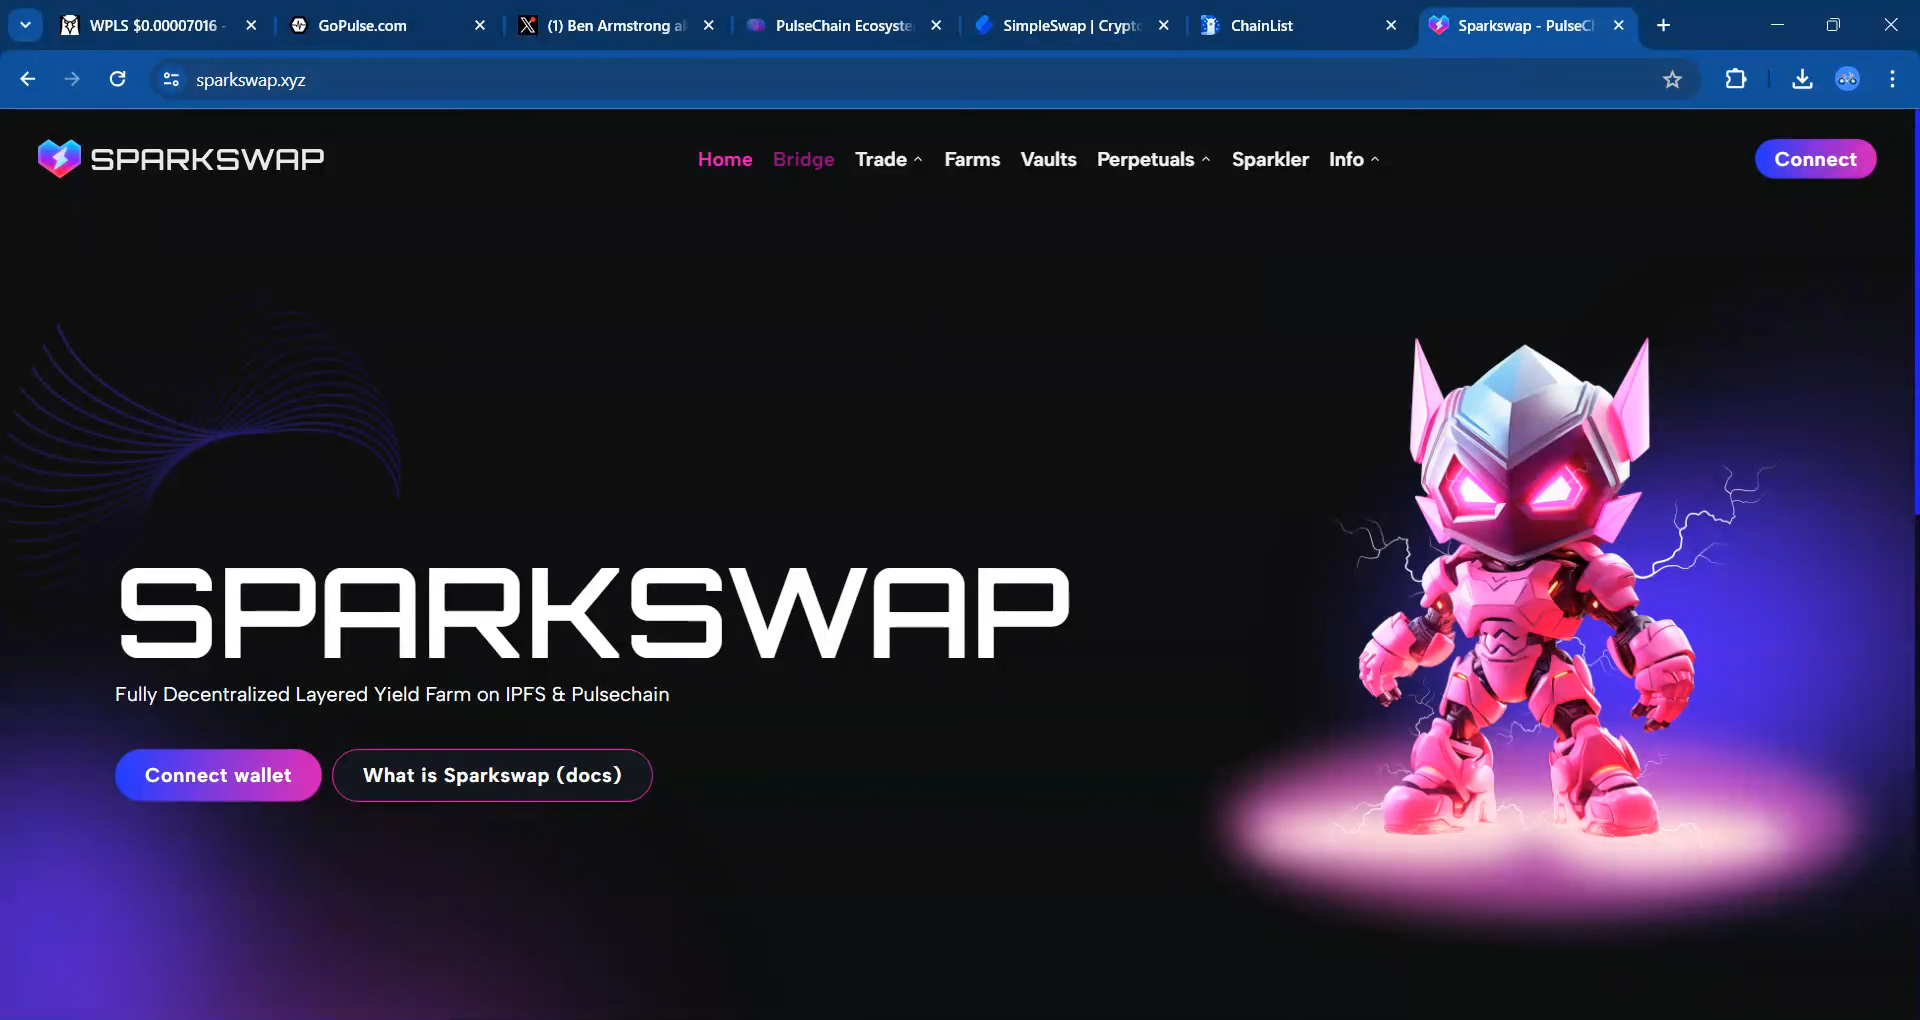 WPLS $0.00007016 -
GoPulse.com
(1) Ben Armstrong a
PulseChain Ecosyste
SimpleSwap | Crypto
ChainList
Sparkswap - PulseC
sparkswap.xyz
SPARKSWAP
Home
Bridge
Trade
Farms
Vaults
Perpetuals
Sparkler
Info
Connect
SPARKSWAP
Fully Decentralized Layered Yield Farm on IPFS & Pulsechain
Connect wallet
What is Sparkswap (docs)